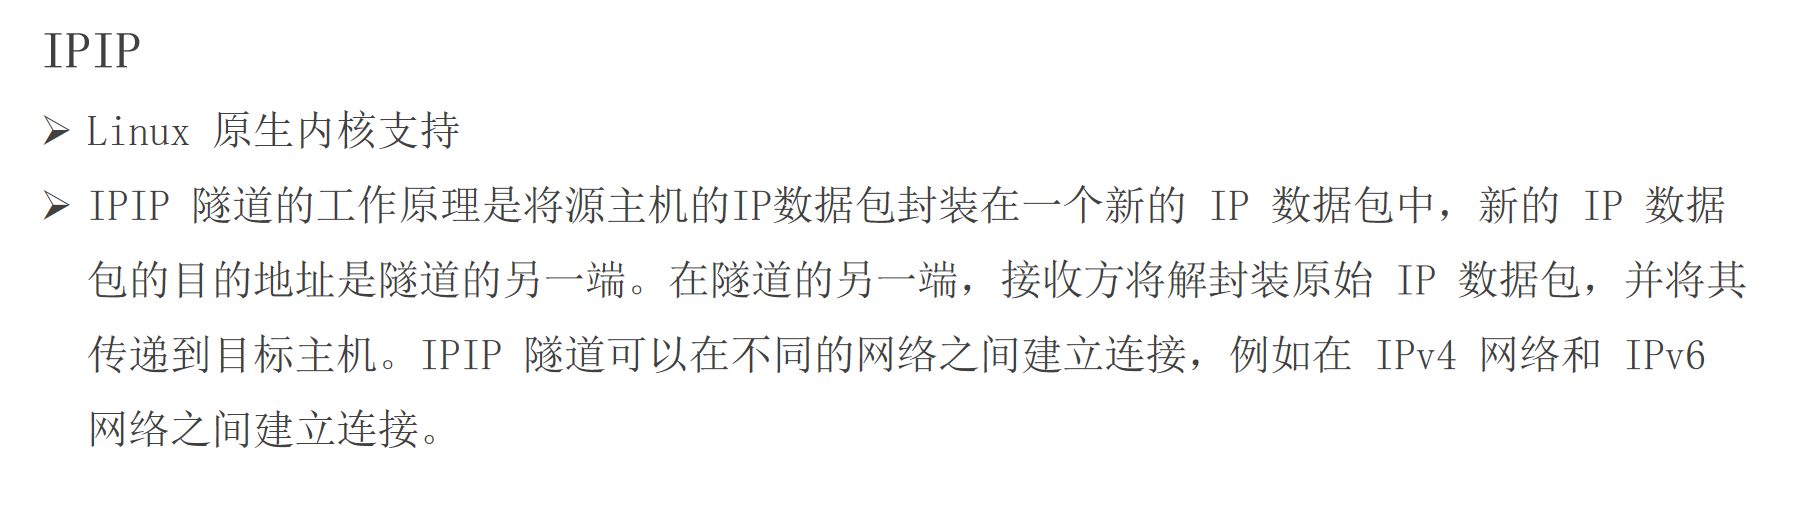 IPIP
➢ Linux 原生内核支持
➢ IPIP 隧道的工作原理是将源主机的IP数据包封装在一个新的 IP 数据包中，新的 IP 数据
包的目的地址是隧道的另一端。在隧道的另一端，接收方将解封装原始 IP 数据包，并将其
传递到目标主机。IPIP 隧道可以在不同的网络之间建立连接，例如在 IPv4 网络和 IPv6
网络之间建立连接。